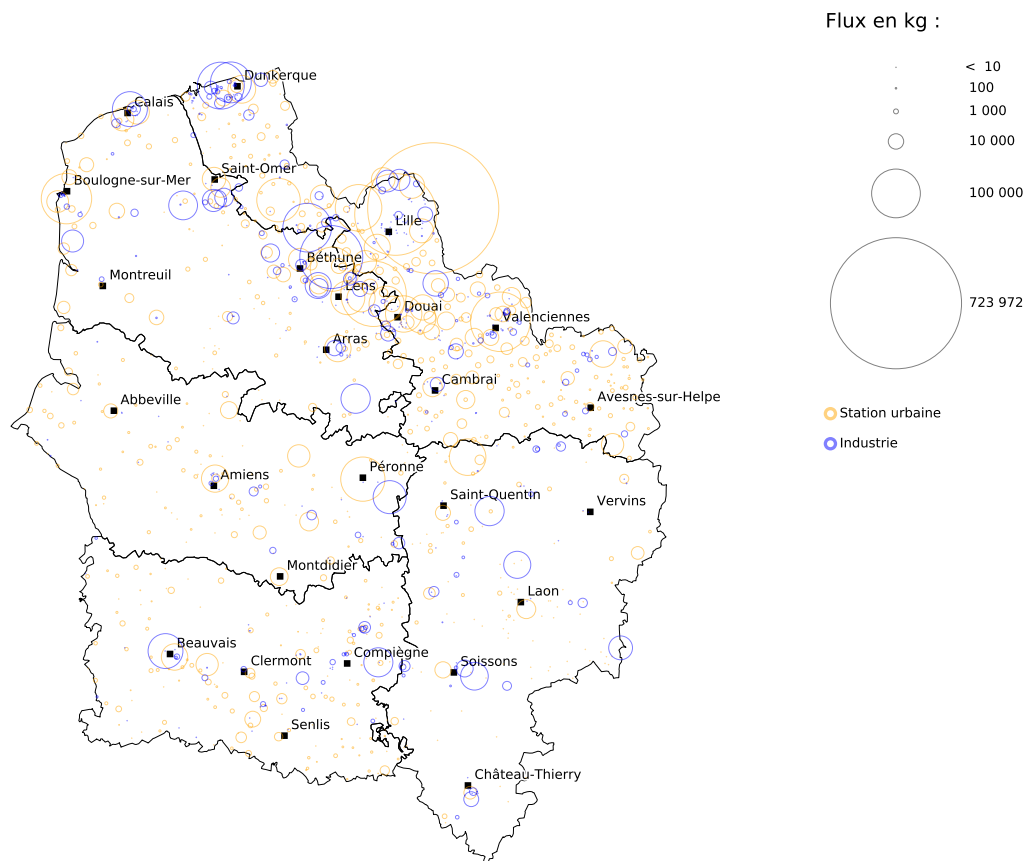 Flux en kg :
< 10
100
1 000
10 000
100 000
723 972
Station urbaine
Industrie
Dunkerque
Calais
Saint-Omer
Boulogne-sur-Mer
Lille
Béthune
Montreuil
Lens
Douai
Valenciennes
Arras
Cambrai
Avesnes-sur-Helpe
Abbeville
Amiens
Péronne
Saint-Quentin
Vervins
Montdidier
Laon
Beauvais
Clermont
Compiègne
Soissons
Senlis
Château-Thierry